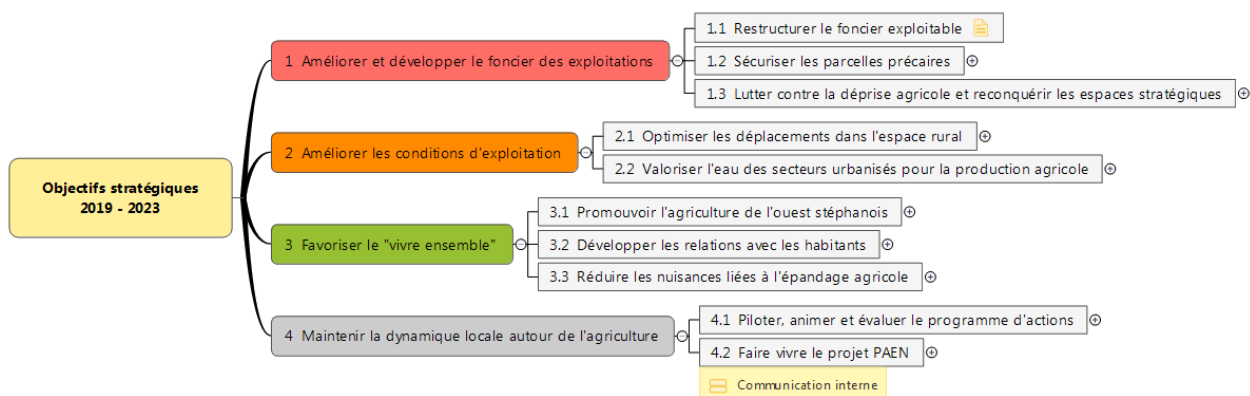 Objectifs stratégiques
2019 - 2023
1 Améliorer et développer le foncier des exploitations
1.1 Restructurer le foncier exploitable
1.2 Sécuriser les parcelles précaires
1.3 Lutter contre la déprise agricole et reconquérir les espaces stratégiques
2 Améliorer les conditions d'exploitation
2.1 Optimiser les déplacements dans l'espace rural
2.2 Valoriser l'eau des secteurs urbanisés pour la production agricole
3 Favoriser le "vivre ensemble"
3.1 Promouvoir l'agriculture de l'ouest stéphanois
3.2 Développer les relations avec les habitants
3.3 Réduire les nuisances liées à l'épandage agricole
4 Maintenir la dynamique locale autour de l'agriculture
4.1 Piloter, animer et évaluer le programme d'actions
4.2 Faire vivre le projet PAEN
Communication interne